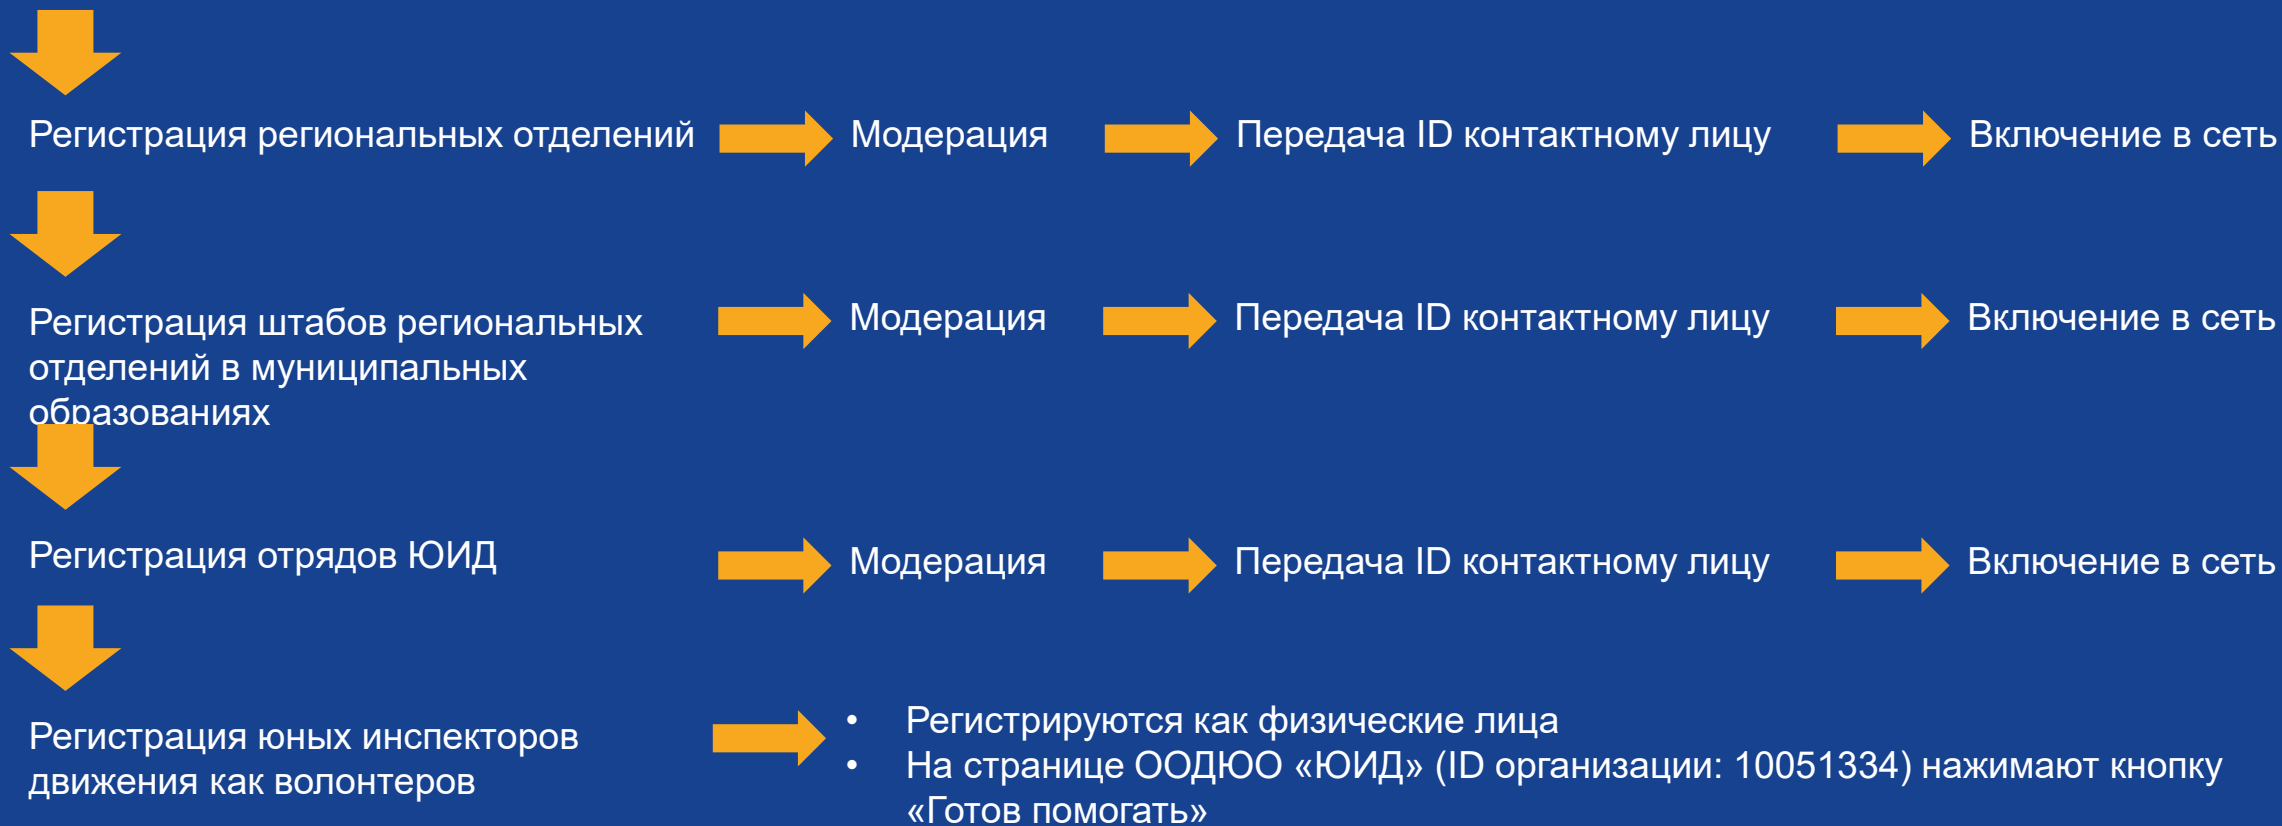 Регистрация региональных отделений
Модерация
Передача ID контактному лицу
Включение в сеть
Регистрация штабов региональных
отделений в муниципальных
образованиях
Модерация
Передача ID контактному лицу
Включение в сеть
Регистрация отрядов ЮИД
Модерация
Передача ID контактному лицу
Включение в сеть
Регистрация юных инспекторов
движения как волонтеров
• Регистрируются как физические лица
• На странице ООДЮО «ЮИД» (ID организации: 10051334) нажимают кнопку
«Готов помогать»